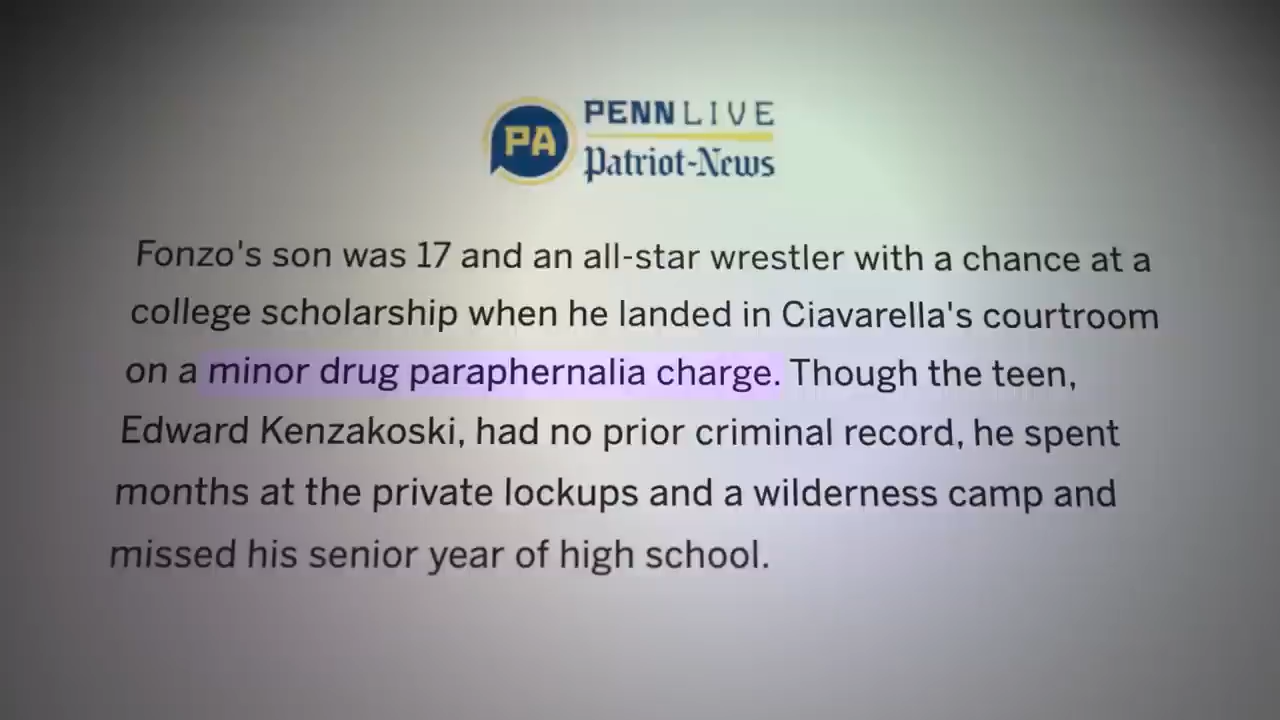 PA
PENNLIVE
Patriot-News
Fonzo's son was 17 and an all-star wrestler with a chance at a
college scholarship when he landed in Ciavarella's courtroom
on a minor drug paraphernalia charge. Though the teen,
Edward Kenzakoski, had no prior criminal record, he spent
months at the private lockups and a wilderness camp and
missed his senior year of high school.